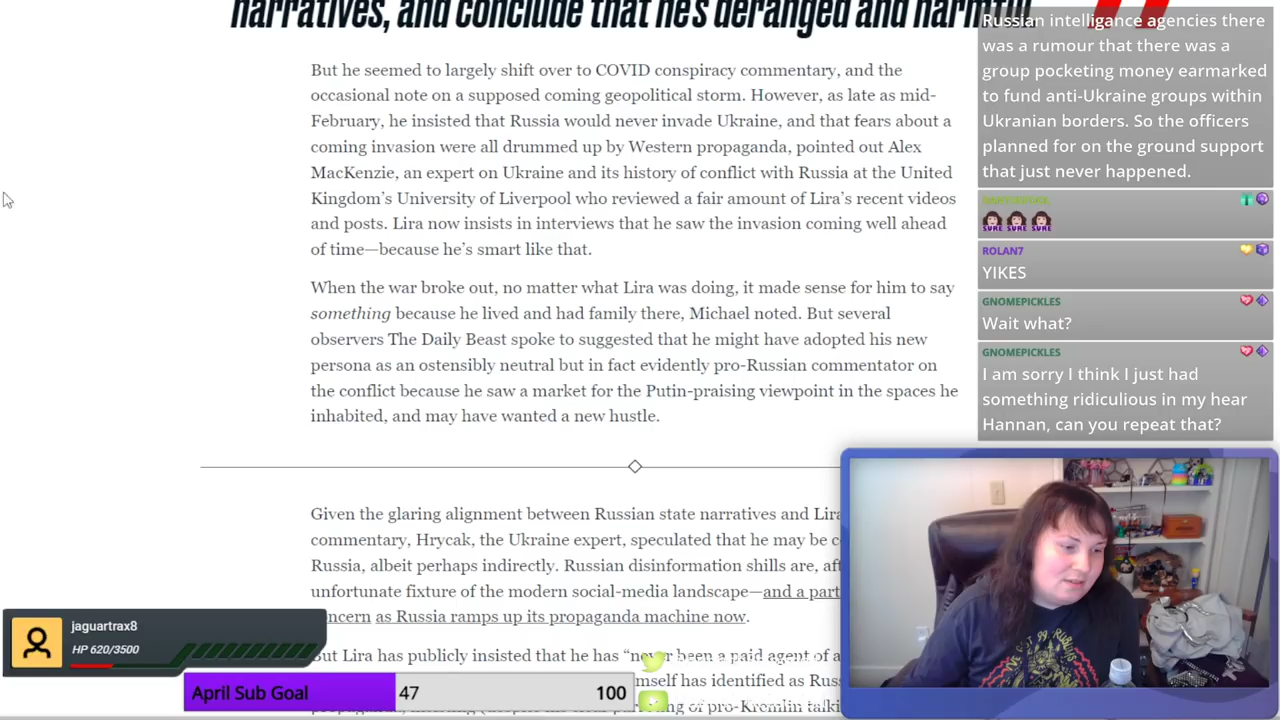 narratives, and conclude that he's deranged and harmful
But he seemed to largely shift over to COVID conspiracy commentary, and the
occasional note on a supposed coming geopolitical storm. However, as late as mid-
February, he insisted that Russia would never invade Ukraine, and that fears about a
coming invasion were all drummed up by Western propaganda, pointed out Alex
MacKenzie, an expert on Ukraine and its history of conflict with Russia at the United
Kingdom's University of Liverpool who reviewed a fair amount of Lira's recent videos
and posts. Lira now insists in interviews that he saw the invasion coming well ahead
of time—because he's smart like that.
When the war broke out, no matter what Lira was doing, it made sense for him to say
something because he lived and had family there, Michael noted. But several
observers The Daily Beast spoke to suggested that he might have adopted his new
persona as an ostensibly neutral but in fact evidently pro-Russian commentator on
the conflict because he saw a market for the Putin-praising viewpoint in the spaces he
inhabited, and may have wanted a new hustle.
Given the glaring alignment between Russian state narratives and Lira
commentary, Hrycak, the Ukraine expert, speculated that he may be
Russia, albeit perhaps indirectly. Russian disinformation shills are,
unfortunate fixture of the modern social-media landscape—and a part
ncern as Russia ramps up its propaganda machine now.
But Lira has publicly insisted that he has "never been a paid agent of a
mself has identified as Russ
of pro-Kremlin
Russian intelligance agencies there
was a rumour that there was a
group pocketing money earmarked
to fund anti-Ukraine groups within
Ukranian borders. So the officers
planned for on the ground support
that just never happened.
SURE SURE SURE
ROLAN7
YIKES
GNOMEPICKLES
Wait what?
GNOMEPICKLES
I am sorry I think I just had
something ridiculious in my hear
Hannan, can you repeat that?
jaguartrax8
HP 620/3500
April Sub Goal 47 100